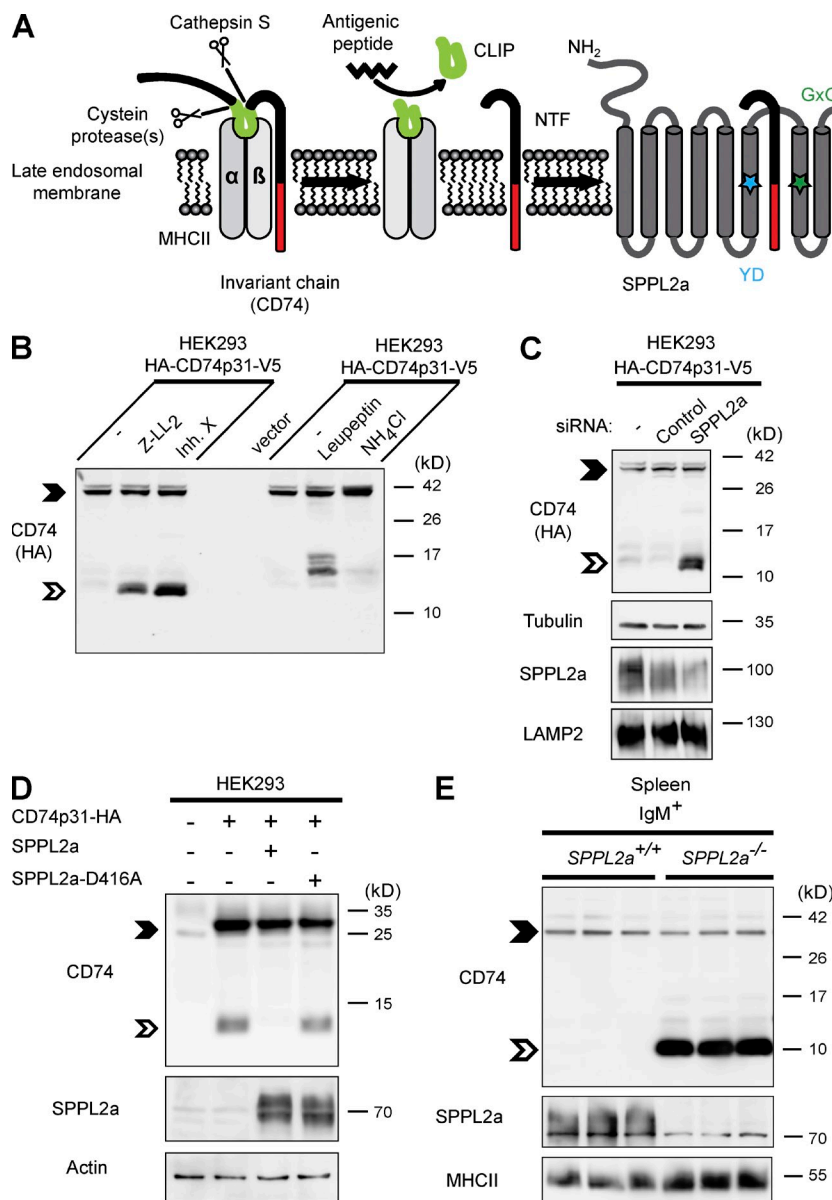 A
Cathepsin S
Cystein
protease(s)
Late endosomal
membrane
MHCII
α ß
Invariant chain
(CD74)
Antigenic
peptide
CLIP
NTF
NH2
YD
SPPL2a
B
HEK293
HA-CD74p31-V5
HEK293
HA-CD74p31-V5
- Z-LL2 Inh. X vector - Leupeptin NH4Cl
(kD)
CD74
(HA)
42
26
17
10
C
HEK293
HA-CD74p31-V5
siRNA: - Control SPPL2a
(kD)
CD74
(HA)
42
26
17
10
Tubulin
35
SPPL2a
100
LAMP2
130
D
HEK293
CD74p31-HA - + + +
SPPL2a - - + -
SPPL2a-D416A - - - +
(kD)
CD74
35
25
15
SPPL2a
70
Actin
E
Spleen
IgM+
SPPL2a+/+ SPPL2a-/-
(kD)
CD74
42
26
17
10
SPPL2a
70
MHCII
55